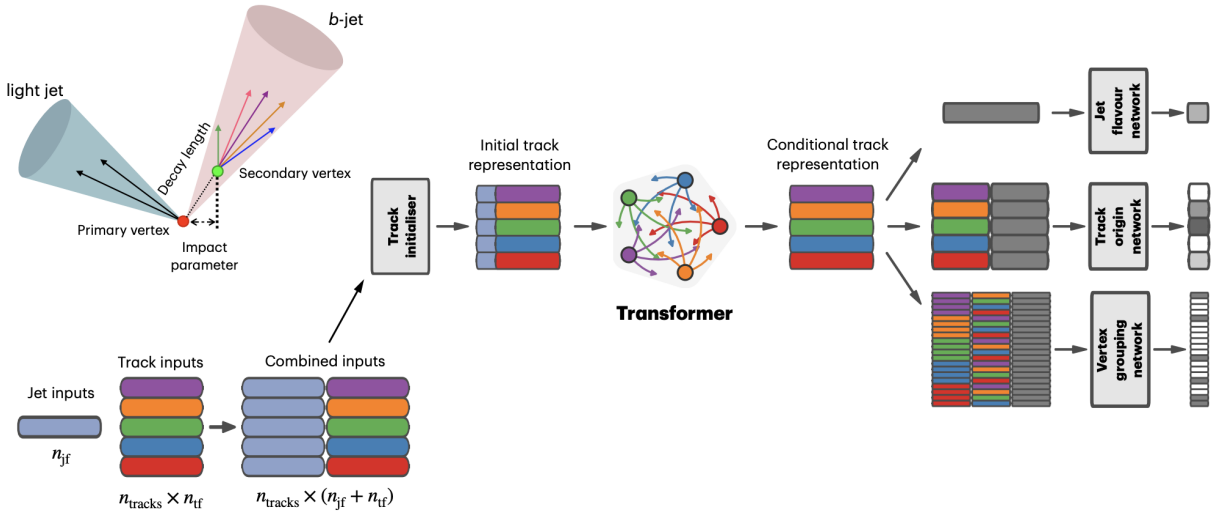 b-jet
light jet
Decay length
Secondary vertex
Primary vertex
Impact
parameter
Track
initialiser
Initial track
representation
Transformer
Conditional track
representation
Jet
flavour
network
Track
origin
network
Vertex
grouping
network
Jet inputs
n_jf
Track inputs
n_tracks × n_tf
Combined inputs
n_tracks × (n_jf + n_tf)